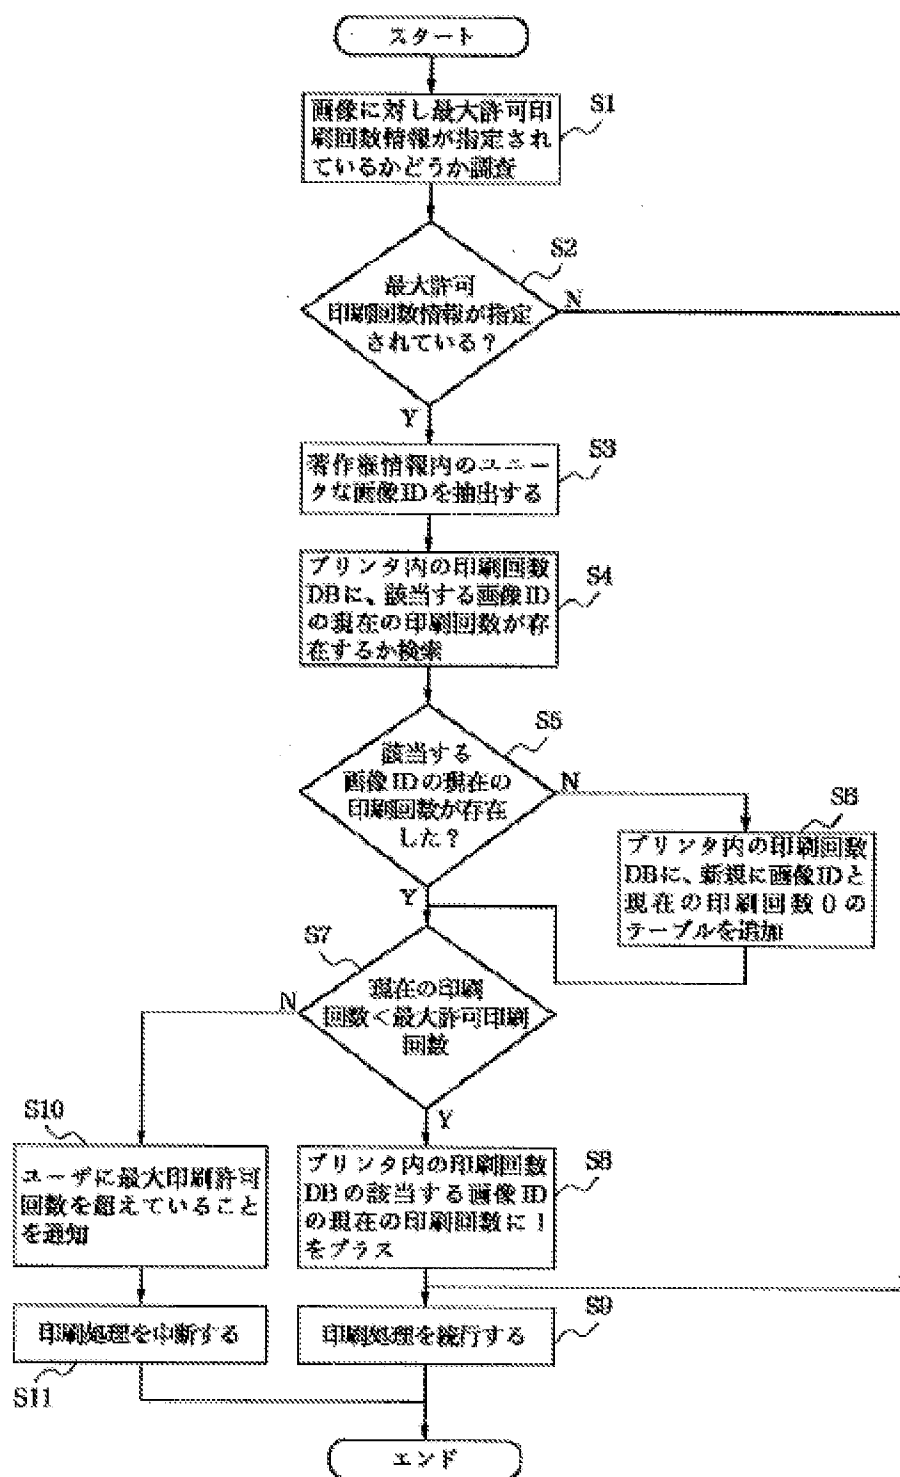 スタート
S1
画像に対し最大許可印
刷回数情報が指定され
ているかどうか調査
S2
最大許可
印刷回数情報が指定
されている？
N
Y
S3
著作権情報内のユニー
クな画像IDを抽出する
S4
プリンタ内の印刷回数
DBに、該当する画像ID
の現在の印刷回数が存
在するか検索
S5
該当する
画像IDの現在の
印刷回数が存在
した？
N
Y
S6
プリンタ内の印刷回数
DBに、新規に画像IDと
現在の印刷回数0の
テーブルを追加
S7
現在の印刷
回数＜最大許可印刷
回数
N
Y
S10
ユーザに最大印刷許可
回数を超えていること
を通知
S8
プリンタ内の印刷回数
DBの該当する画像ID
の現在の印刷回数に1
をプラス
印刷処理を中断する
S11
S9
印刷処理を続行する
エンド